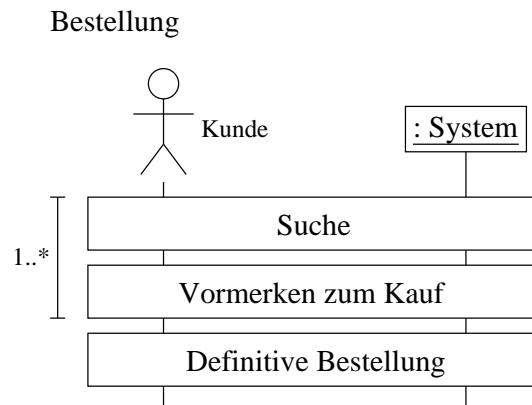 Bestellung
Kunde
: System
Suche
1..*
Vormerken zum Kauf
Definitive Bestellung